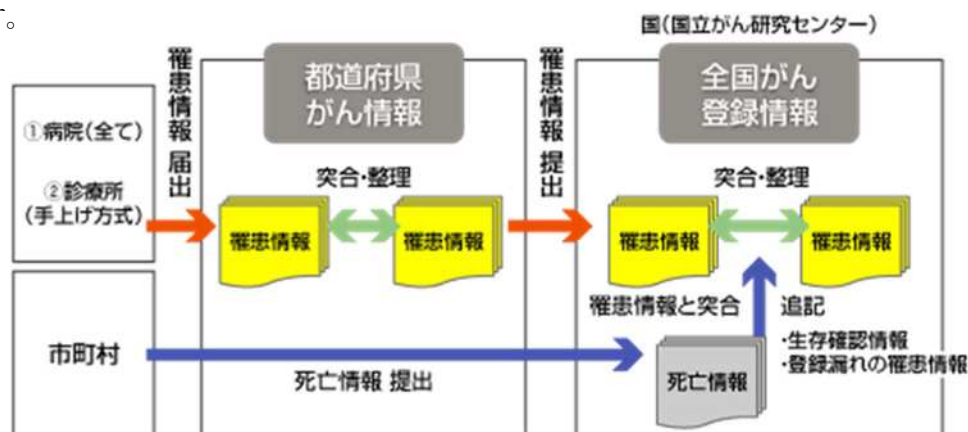 す。
国(国立がん研究センター)
罹患情報 届出
都道府県
がん情報
罹患情報 提出
全国がん
登録情報
①病院(全て)
②診療所
(手上げ方式)
突合・整理
突合・整理
罹患情報
罹患情報
罹患情報
罹患情報
罹患情報と突合
追記
・生存確認情報
・登録漏れの罹患情報
市町村
死亡情報 提出
死亡情報